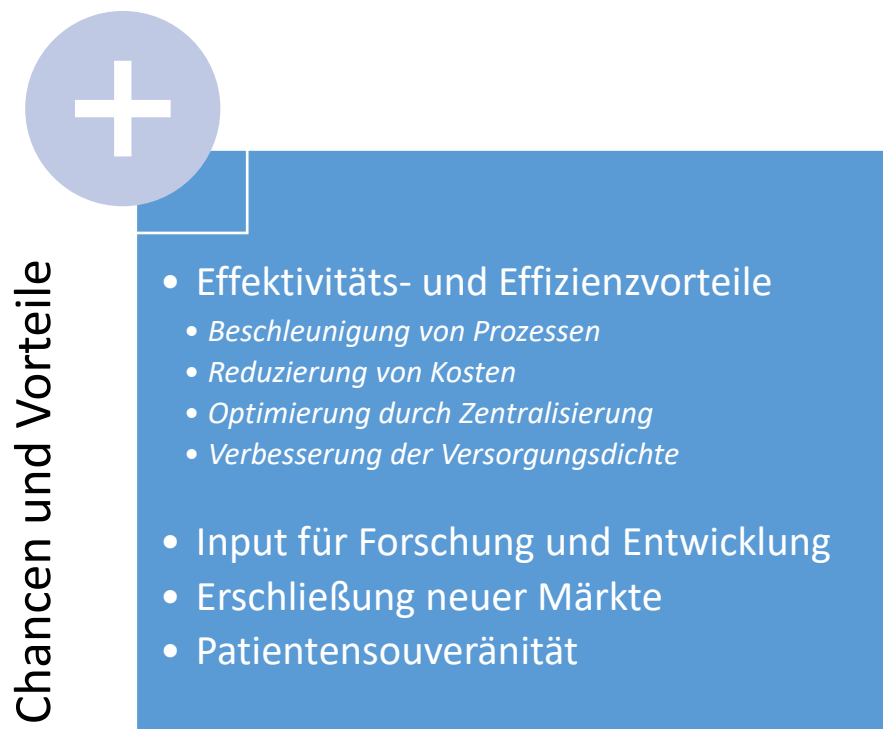 Chancen und Vorteile
• Effektivitäts- und Effizienzvorteile
• Beschleunigung von Prozessen
• Reduzierung von Kosten
• Optimierung durch Zentralisierung
• Verbesserung der Versorgungsdichte
• Input für Forschung und Entwicklung
• Erschließung neuer Märkte
• Patientensouveränität